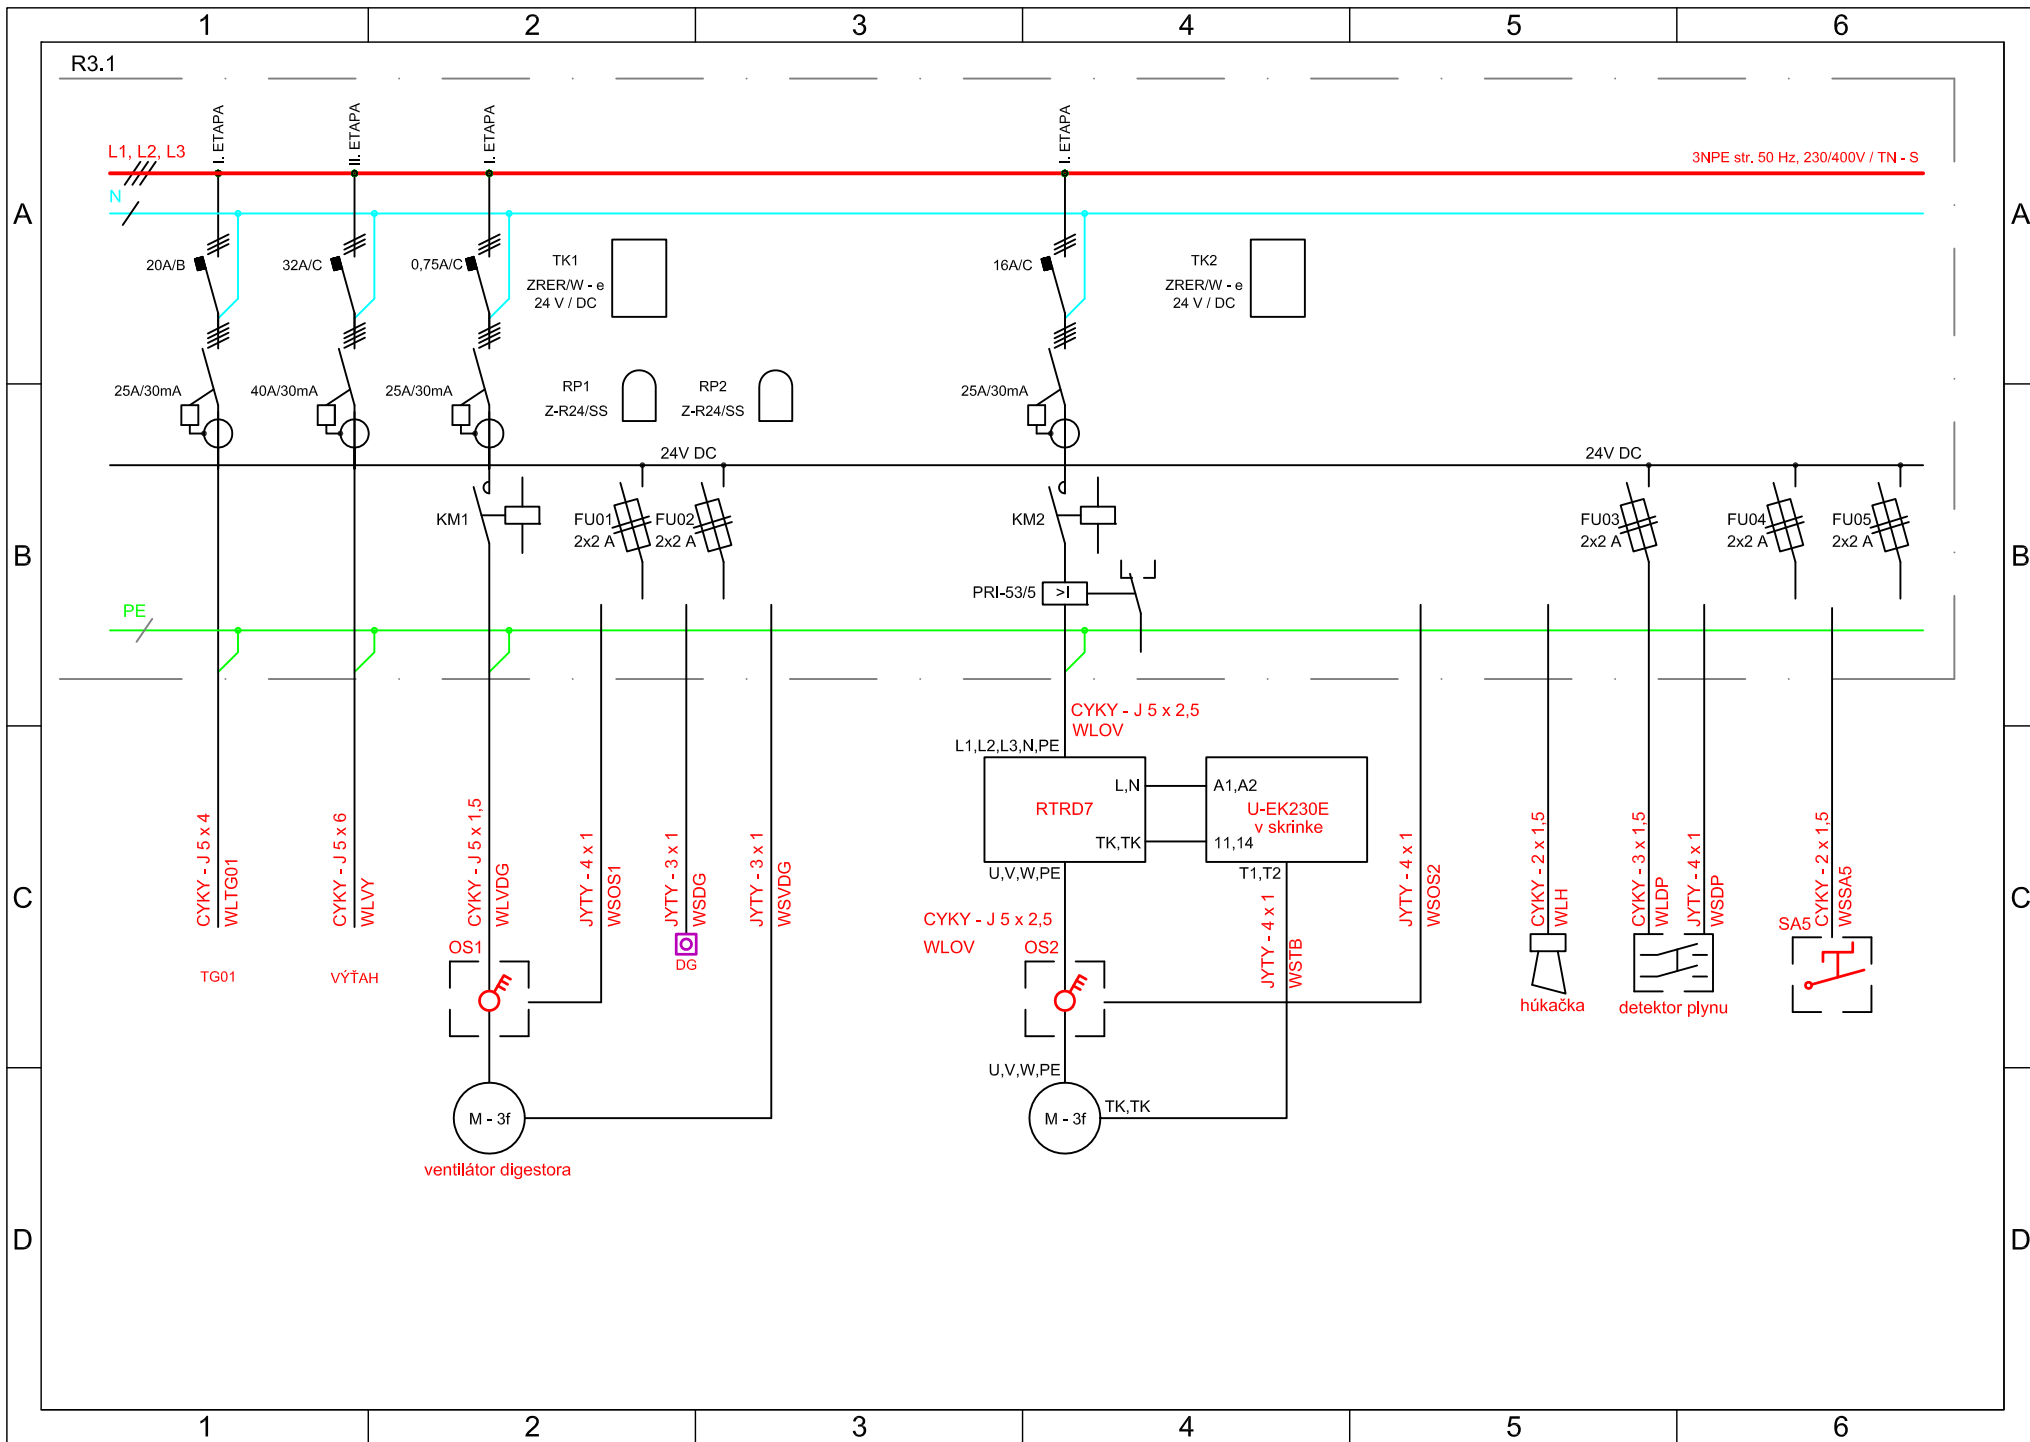 1 2 3 4 5 6
R3.1
I. ETAPA
II. ETAPA
I. ETAPA
I. ETAPA
L1, L2, L3
3NPE str. 50 Hz, 230/400V / TN - S
N
A A
20A/B
32A/C
0,75A/C
TK1
ZRER/W - e
24 V / DC
16A/C
TK2
ZRER/W - e
24 V / DC
25A/30mA
40A/30mA
25A/30mA
RP1
Z-R24/SS
RP2
Z-R24/SS
25A/30mA
24V DC
24V DC
KM1
FU01
2x2 A
FU02
2x2 A
KM2
FU03
2x2 A
FU04
2x2 A
FU05
2x2 A
B B
PRI-53/5
>I
PE
CYKY - J 5 x 2,5
WLOV
L1,L2,L3,N,PE
L,N
A1,A2
RTRD7
U-EK230E
v skrinke
TK,TK
11,14
U,V,W,PE
T1,T2
CYKY - J 5 x 4
WLTG01
CYKY - J 5 x 6
WLVY
CYKY - J 5 x 1,5
WLVDG
JYTY - 4 x 1
WSOS1
JYTY - 3 x 1
WSDG
JYTY - 3 x 1
WSVDG
CYKY - J 5 x 2,5
WLOV
JYTY - 4 x 1
WSTB
JYTY - 4 x 1
WSOS2
CYKY - 2 x 1,5
WLH
CYKY - 3 x 1,5
WLDP
JYTY - 4 x 1
WSDP
CYKY - 2 x 1,5
WSSA5
C C
OS1
OS2
SA5
TG01
VÝŤAH
DG
húkačka
detektor plynu
U,V,W,PE
M - 3f
M - 3f
TK,TK
ventilátor digestora
D D
1 2 3 4 5 6